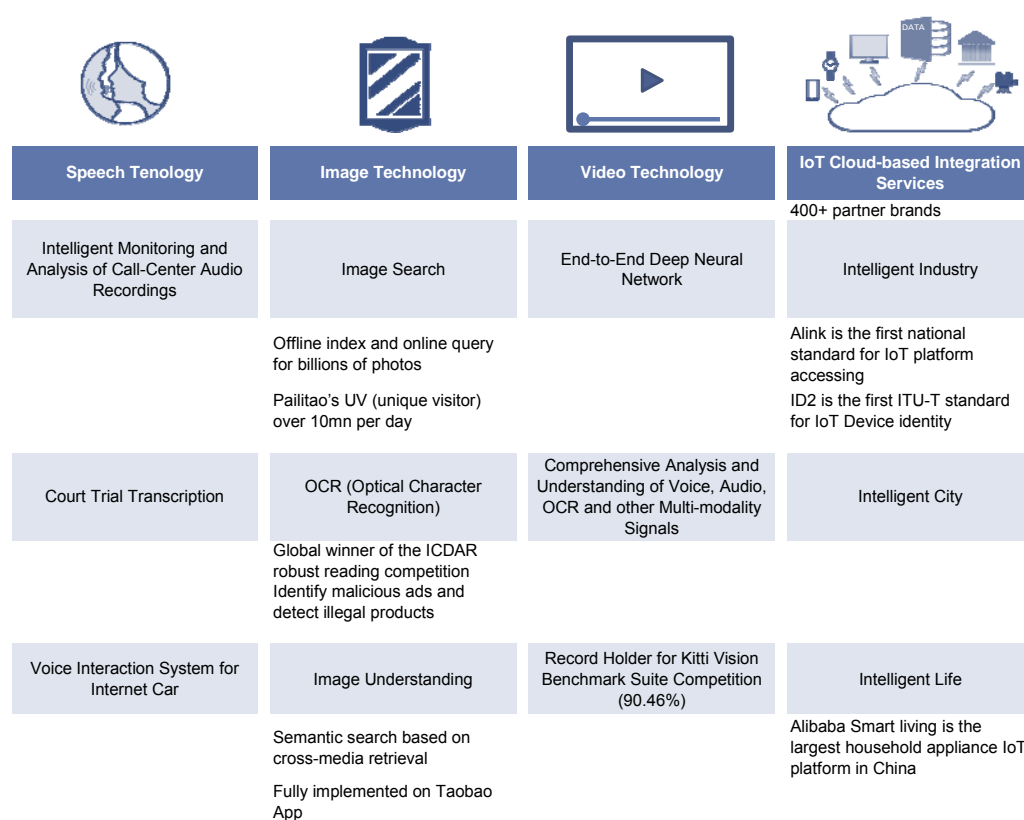 DATA
Speech Tenology
Image Technology
Video Technology
IoT Cloud-based Integration
Services
400+ partner brands
Intelligent Monitoring and
Analysis of Call-Center Audio
Recordings
Image Search
End-to-End Deep Neural
Network
Intelligent Industry
Offline index and online query
for billions of photos
Pailitao’s UV (unique visitor)
over 10mn per day
Alink is the first national
standard for IoT platform
accessing
ID2 is the first ITU-T standard
for IoT Device identity
Court Trial Transcription
OCR (Optical Character
Recognition)
Comprehensive Analysis and
Understanding of Voice, Audio,
OCR and other Multi-modality
Signals
Intelligent City
Global winner of the ICDAR
robust reading competition
Identify malicious ads and
detect illegal products
Voice Interaction System for
Internet Car
Image Understanding
Record Holder for Kitti Vision
Benchmark Suite Competition
(90.46%)
Intelligent Life
Semantic search based on
cross-media retrieval
Fully implemented on Taobao
App
Alibaba Smart living is the
largest household appliance IoT
platform in China